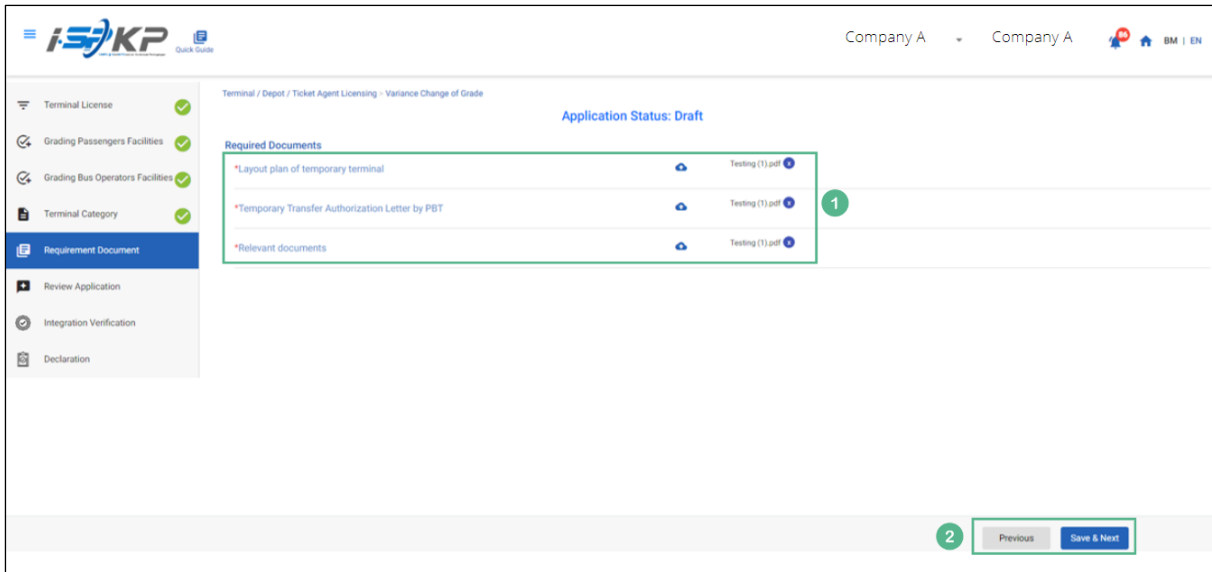 i-SPKP
Quick Guide
Company A
Company A
BM | EN
Terminal License
Grading Passengers Facilities
Grading Bus Operators Facilities
Terminal Category
Requirement Document
Review Application
Integration Verification
Declaration
Terminal / Depot / Ticket Agent Licensing > Variance Change of Grade
Application Status: Draft
Required Documents
*Layout plan of temporary terminal
Testing (1).pdf x
*Temporary Transfer Authorization Letter by PBT
Testing (1).pdf x
*Relevant documents
Testing (1).pdf x
1
2
Previous
Save & Next